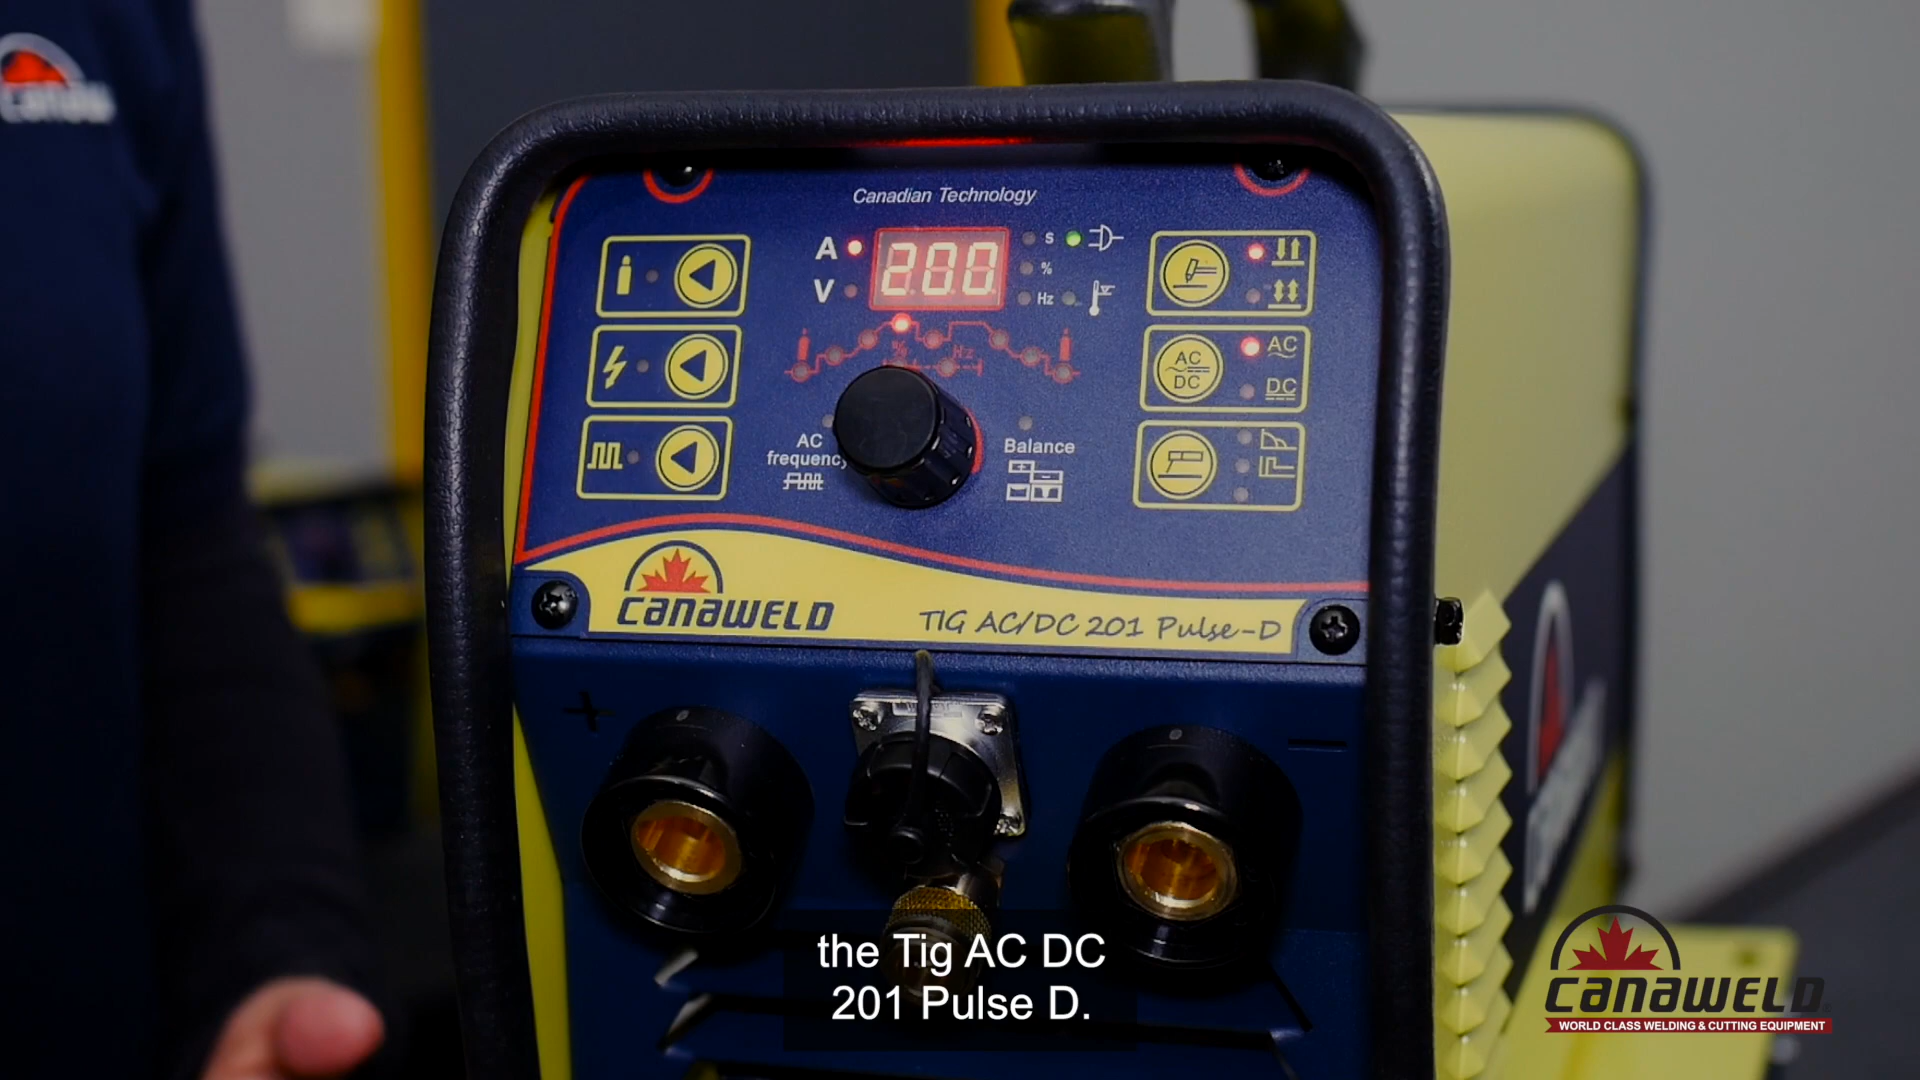 Canadian Technology
A
V
200
S
%
Hz
%
Hz
AC
DC
AC
DC
AC
frequency
Balance
CANAWELD
TIG AC/DC 201 Pulse-D
+
−
the Tig AC DC
201 Pulse D.
CANAWELD
WORLD CLASS WELDING & CUTTING EQUIPMENT